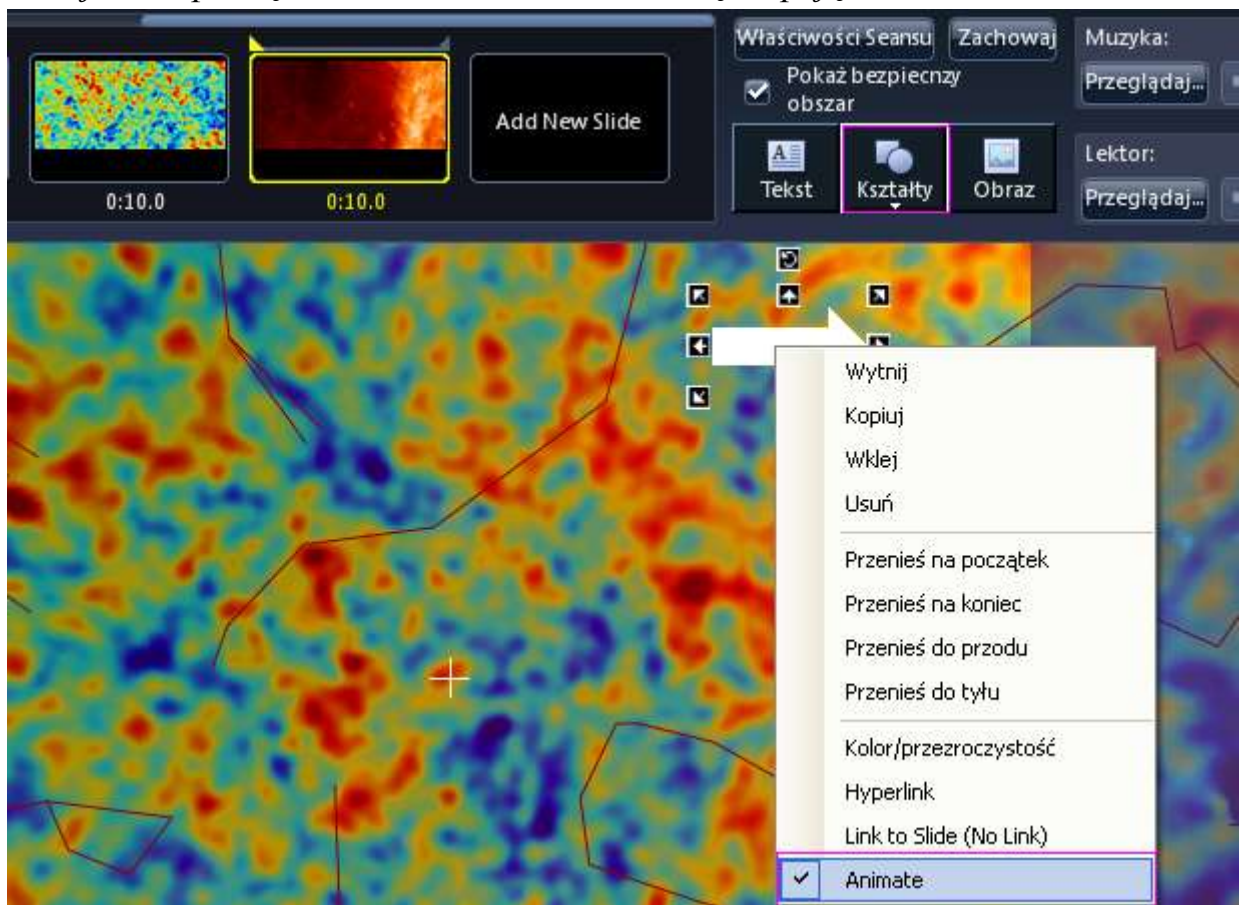 Właściwości Seansu
Zachowaj
Muzyka:
Pokaż bezpiecnzy
obszar
Przeglądaj...
Add New Slide
Tekst
Kształty
Obraz
Lektor:
Przeglądaj...
0:10.0
0:10.0
Wytnij
Kopiuj
Wklej
Usuń
Przenieś na początek
Przenieś na koniec
Przenieś do przodu
Przenieś do tyłu
Kolor/przezroczystość
Hyperlink
Link to Slide (No Link)
Animate